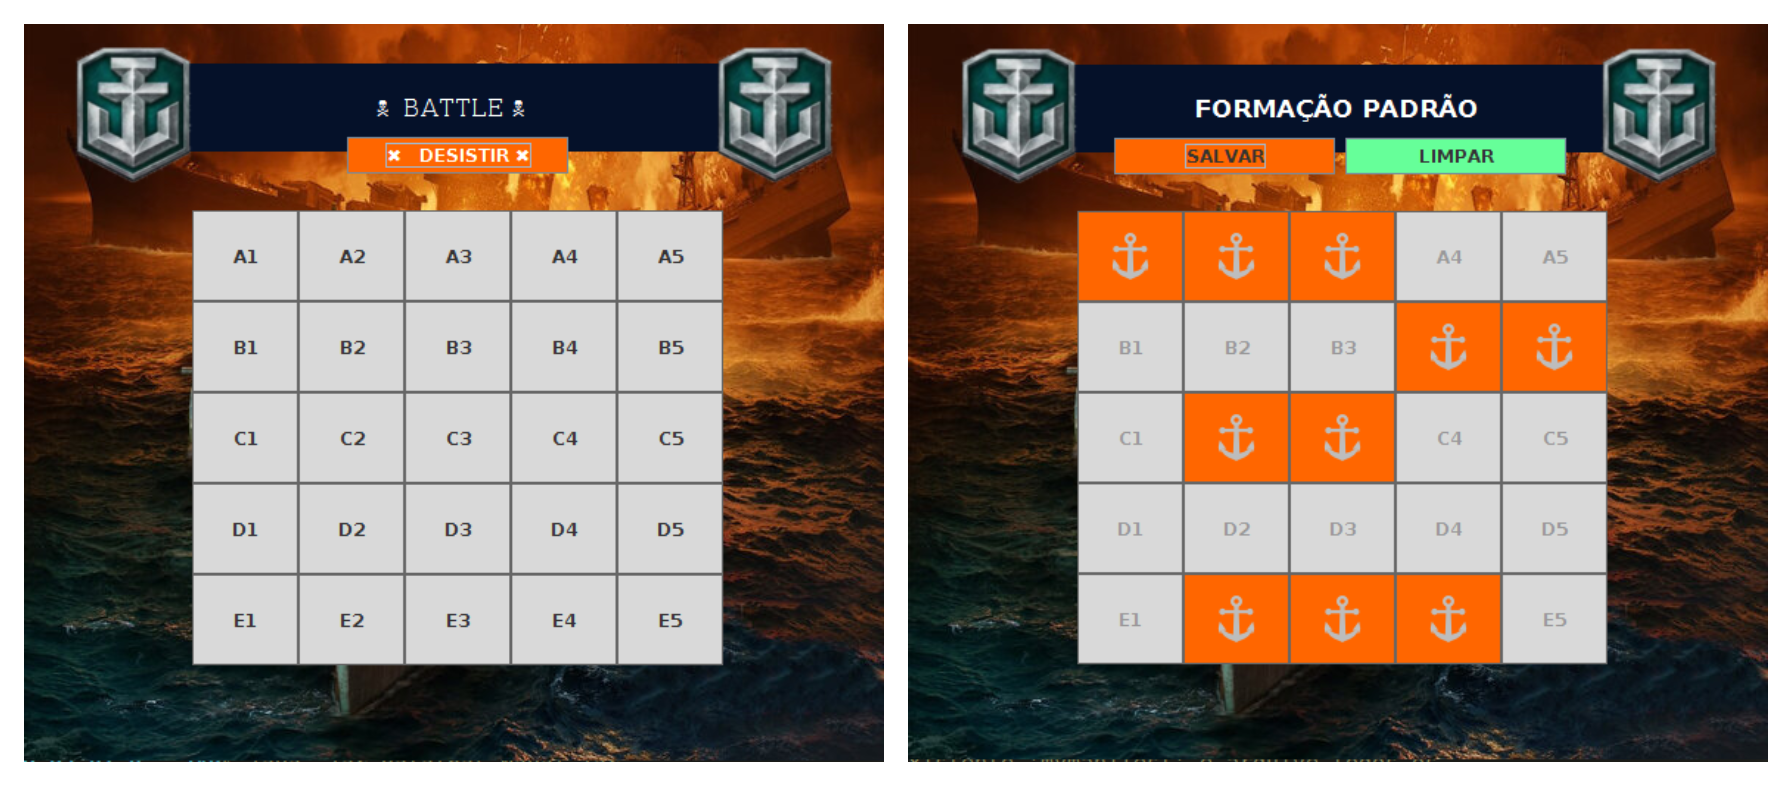 ☠ BATTLE ☠
✖ DESISTIR ✖
A1 A2 A3 A4 A5
B1 B2 B3 B4 B5
C1 C2 C3 C4 C5
D1 D2 D3 D4 D5
E1 E2 E3 E4 E5
FORMAÇÃO PADRÃO
SALVAR LIMPAR
A4 A5
B1 B2 B3
C1 C4 C5
D1 D2 D3 D4 D5
E1 E5